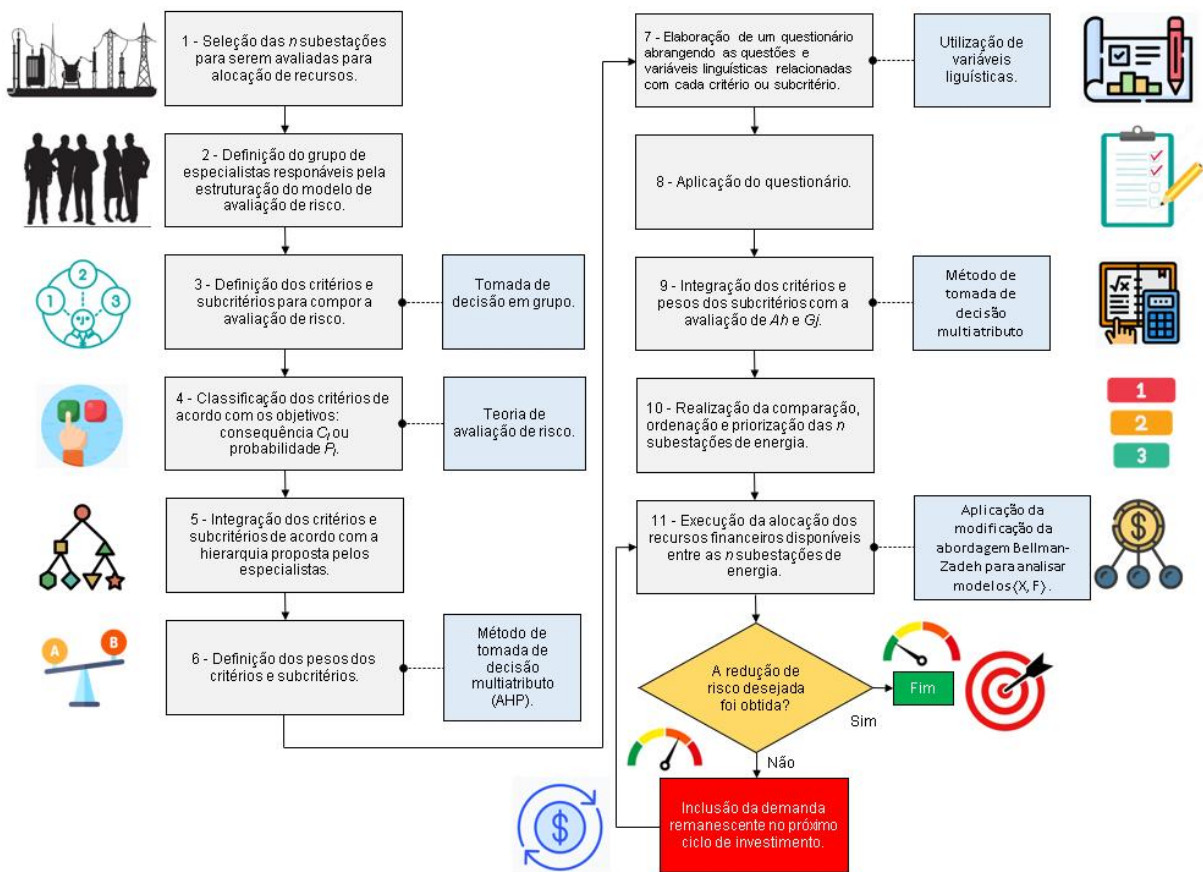 1 - Seleção das n subestações
para serem avaliadas para
alocação de recursos.
2 - Definição do grupo de
especialistas responáveis pela
estruturação do modelo de
avaliação de risco.
2
1
3
3 - Definição dos critérios e
subcritérios para compor a
avaliação de risco.
Tomada de
decisão em grupo.
4 - Classificação dos critérios de
acordo com os objetivos:
consequência Cj ou
probabilidade Pi.
Teoria de
avaliação de risco.
5 - Integração dos critérios e
subcritérios de acordo com a
hierarquia proposta pelos
especialistas.
A
B
6 - Definição dos pesos dos
critérios e subcritérios.
Método de
tomada de
decisão
multiatributo
(AHP).
7 - Elaboração de um questionário
abrangendo as questões e
variáveis linguísticas relacionadas
com cada critério ou subcritério.
Utilização de
variáveis
liguísticas.
8 - Aplicação do questionário.
9 - Integração dos critérios e
pesos dos subcritérios com a
avaliação de Ah e Gj.
Método de
tomada de
decisão
multiatributo
√x
10 - Realização da comparação,
ordenação e priorização das n
subestações de energia.
1
2
3
11 - Execução da alocação dos
recursos financeiros disponíveis
entre as n subestações de
energia.
Aplicação da
modificação da
abordagem Bellman-
Zadeh para analisar
modelos {X, F}.
$
A redução de
risco desejada
foi obtida?
Sim
Fim
Não
Inclusão da demanda
remanescente no próximo
ciclo de investimento.
$